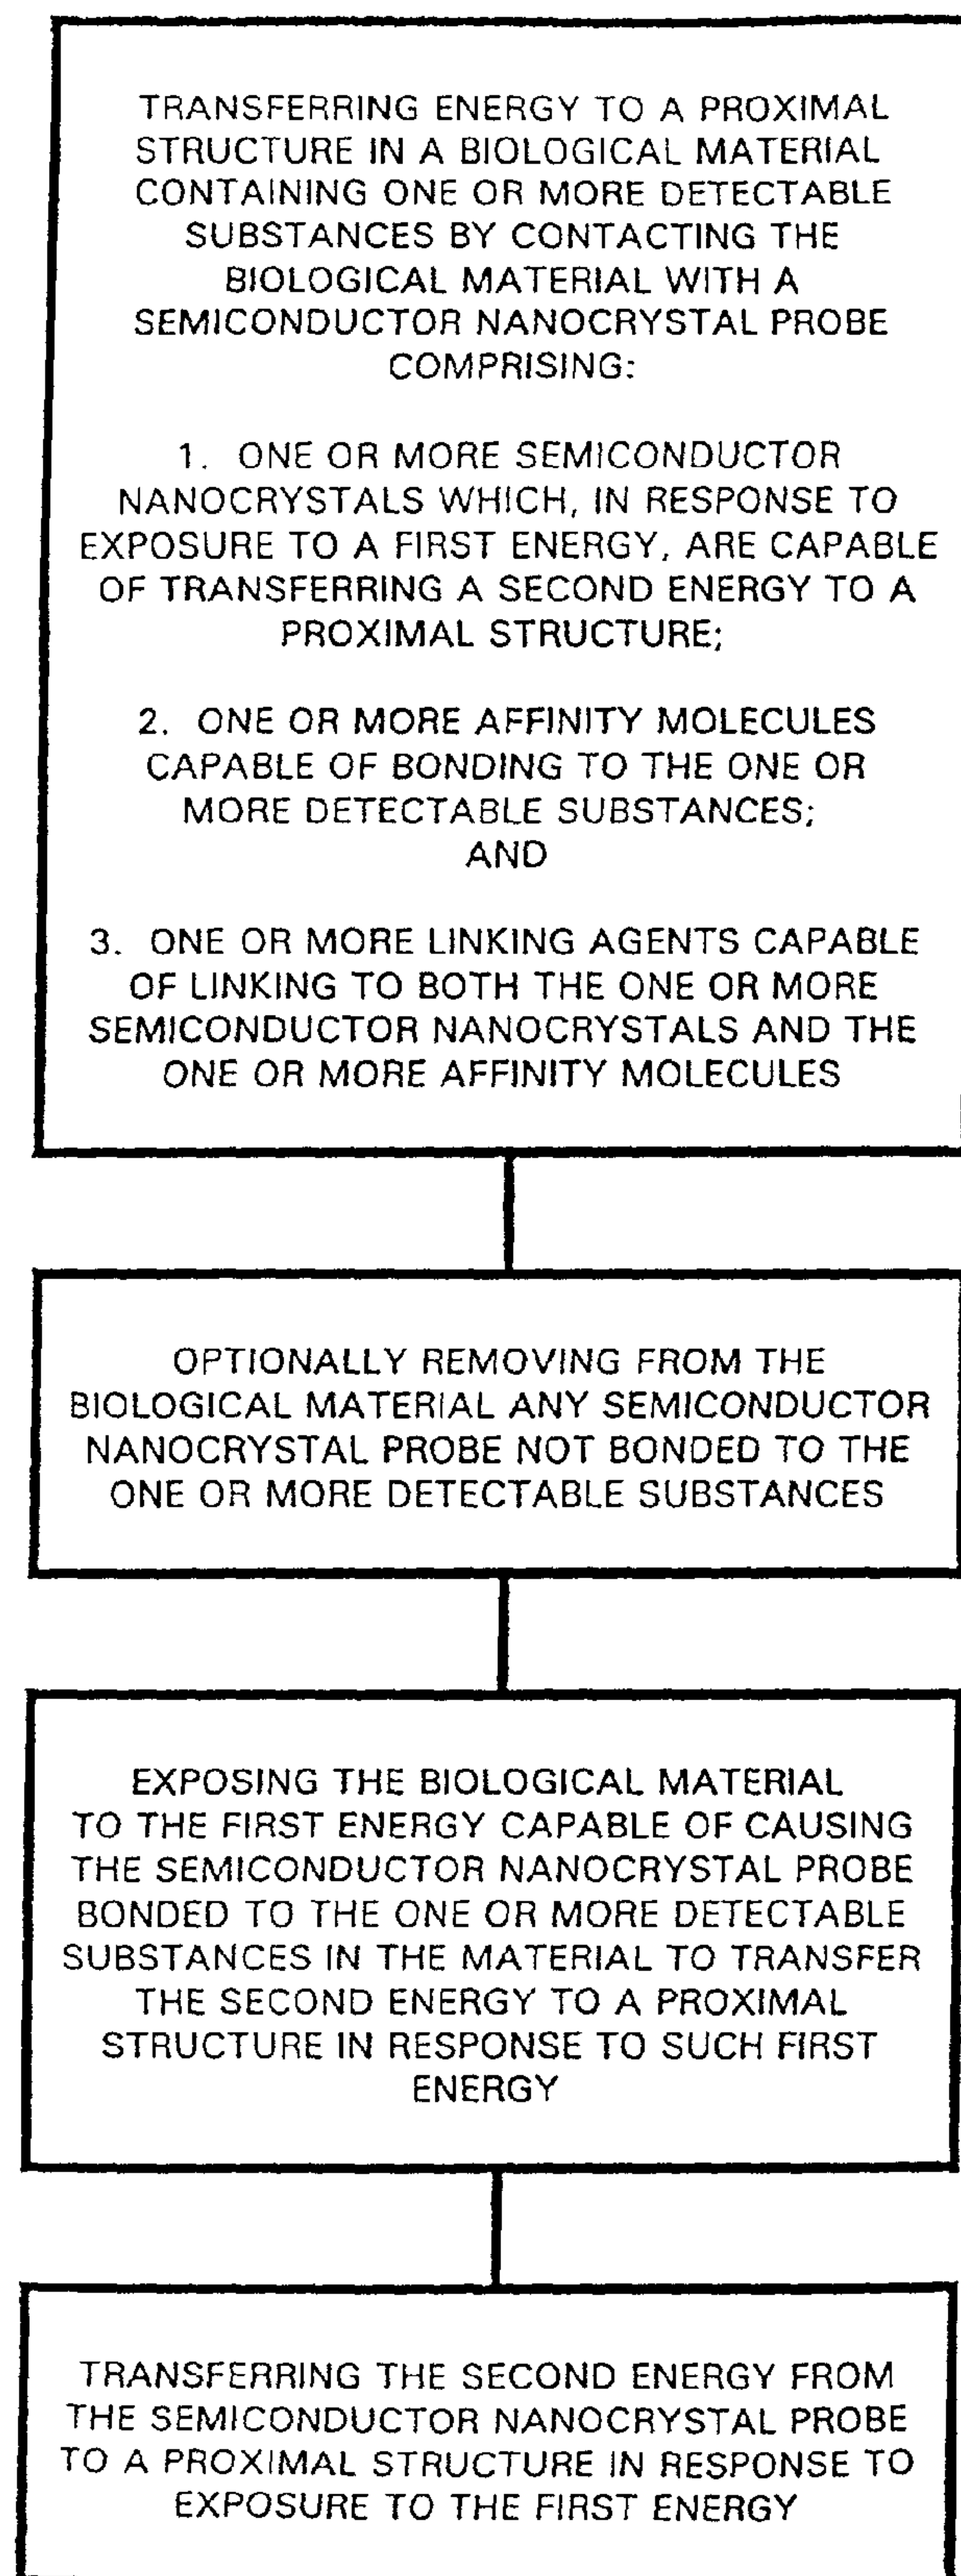 TRANSFERRING ENERGY TO A PROXIMAL
STRUCTURE IN A BIOLOGICAL MATERIAL
CONTAINING ONE OR MORE DETECTABLE
SUBSTANCES BY CONTACTING THE
BIOLOGICAL MATERIAL WITH A
SEMICONDUCTOR NANOCRYSTAL PROBE
COMPRISING:
1. ONE OR MORE SEMICONDUCTOR
NANOCRYSTALS WHICH, IN RESPONSE TO
EXPOSURE TO A FIRST ENERGY, ARE CAPABLE
OF TRANSFERRING A SECOND ENERGY TO A
PROXIMAL STRUCTURE;
2. ONE OR MORE AFFINITY MOLECULES
CAPABLE OF BONDING TO THE ONE OR
MORE DETECTABLE SUBSTANCES;
AND
3. ONE OR MORE LINKING AGENTS CAPABLE
OF LINKING TO BOTH THE ONE OR MORE
SEMICONDUCTOR NANOCRYSTALS AND THE
ONE OR MORE AFFINITY MOLECULES
OPTIONALLY REMOVING FROM THE
BIOLOGICAL MATERIAL ANY SEMICONDUCTOR
NANOCRYSTAL PROBE NOT BONDED TO THE
ONE OR MORE DETECTABLE SUBSTANCES
EXPOSING THE BIOLOGICAL MATERIAL
TO THE FIRST ENERGY CAPABLE OF CAUSING
THE SEMICONDUCTOR NANOCRYSTAL PROBE
BONDED TO THE ONE OR MORE DETECTABLE
SUBSTANCES IN THE MATERIAL TO TRANSFER
THE SECOND ENERGY TO A PROXIMAL
STRUCTURE IN RESPONSE TO SUCH FIRST
ENERGY
TRANSFERRING THE SECOND ENERGY FROM
THE SEMICONDUCTOR NANOCRYSTAL PROBE
TO A PROXIMAL STRUCTURE IN RESPONSE TO
EXPOSURE TO THE FIRST ENERGY